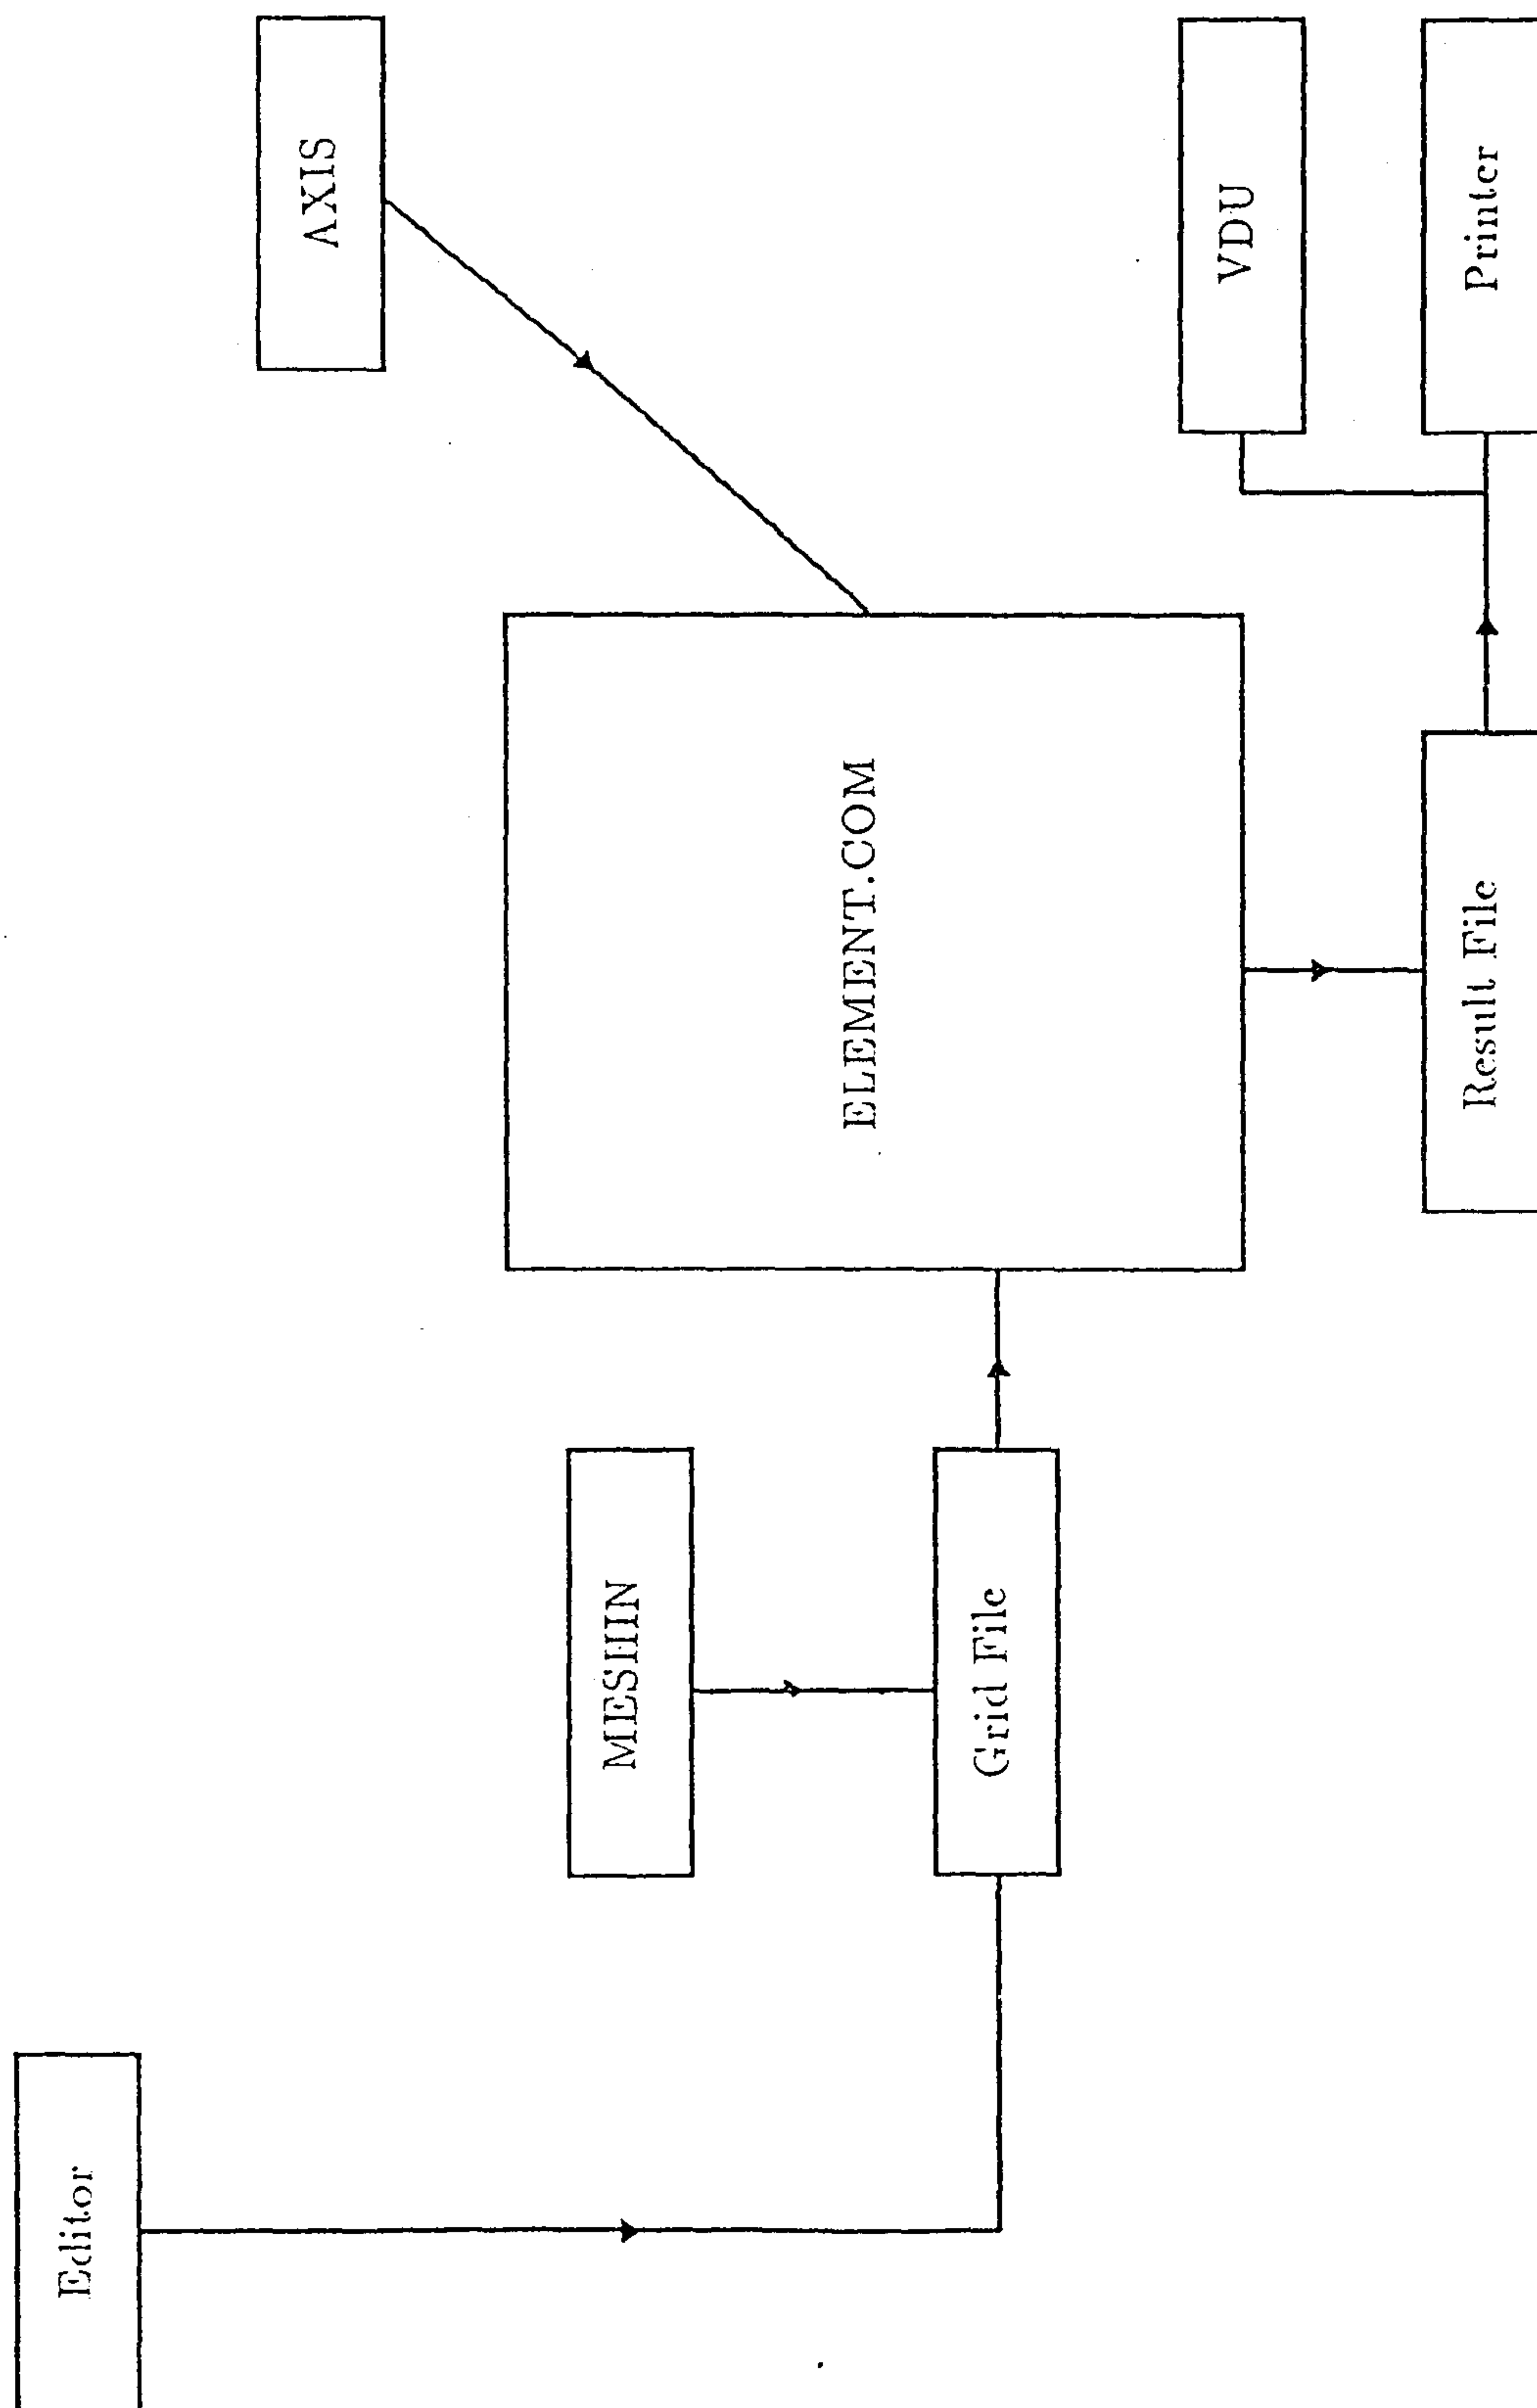 Editor
AXIS
MESHIN
ELEMENT.COM
Grid File
VDU
Result File
Printer